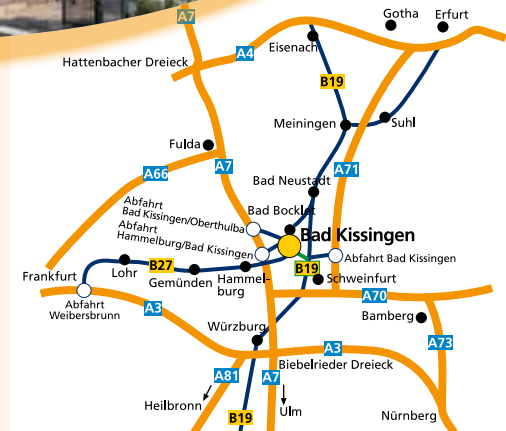 A7
Gotha
Erfurt
Eisenach
A4
Hattenbacher Dreieck
B19
Meiningen
Suhl
Fulda
A66
A7
A71
Bad Neustadt
Abfahrt
Bad Kissingen/Oberthulba
Bad Bocklet
Abfahrt
Hammelburg/Bad Kissingen
Bad Kissingen
Abfahrt Bad Kissingen
Frankfurt
Lohr
B27
Gemünden
Hammel-
burg
B19
Schweinfurt
Abfahrt
Weibersbrunn
A3
A70
Bamberg
Würzburg
A73
A3
Biebelrieder Dreieck
A81
A7
Heilbronn
B19
Ulm
Nürnberg